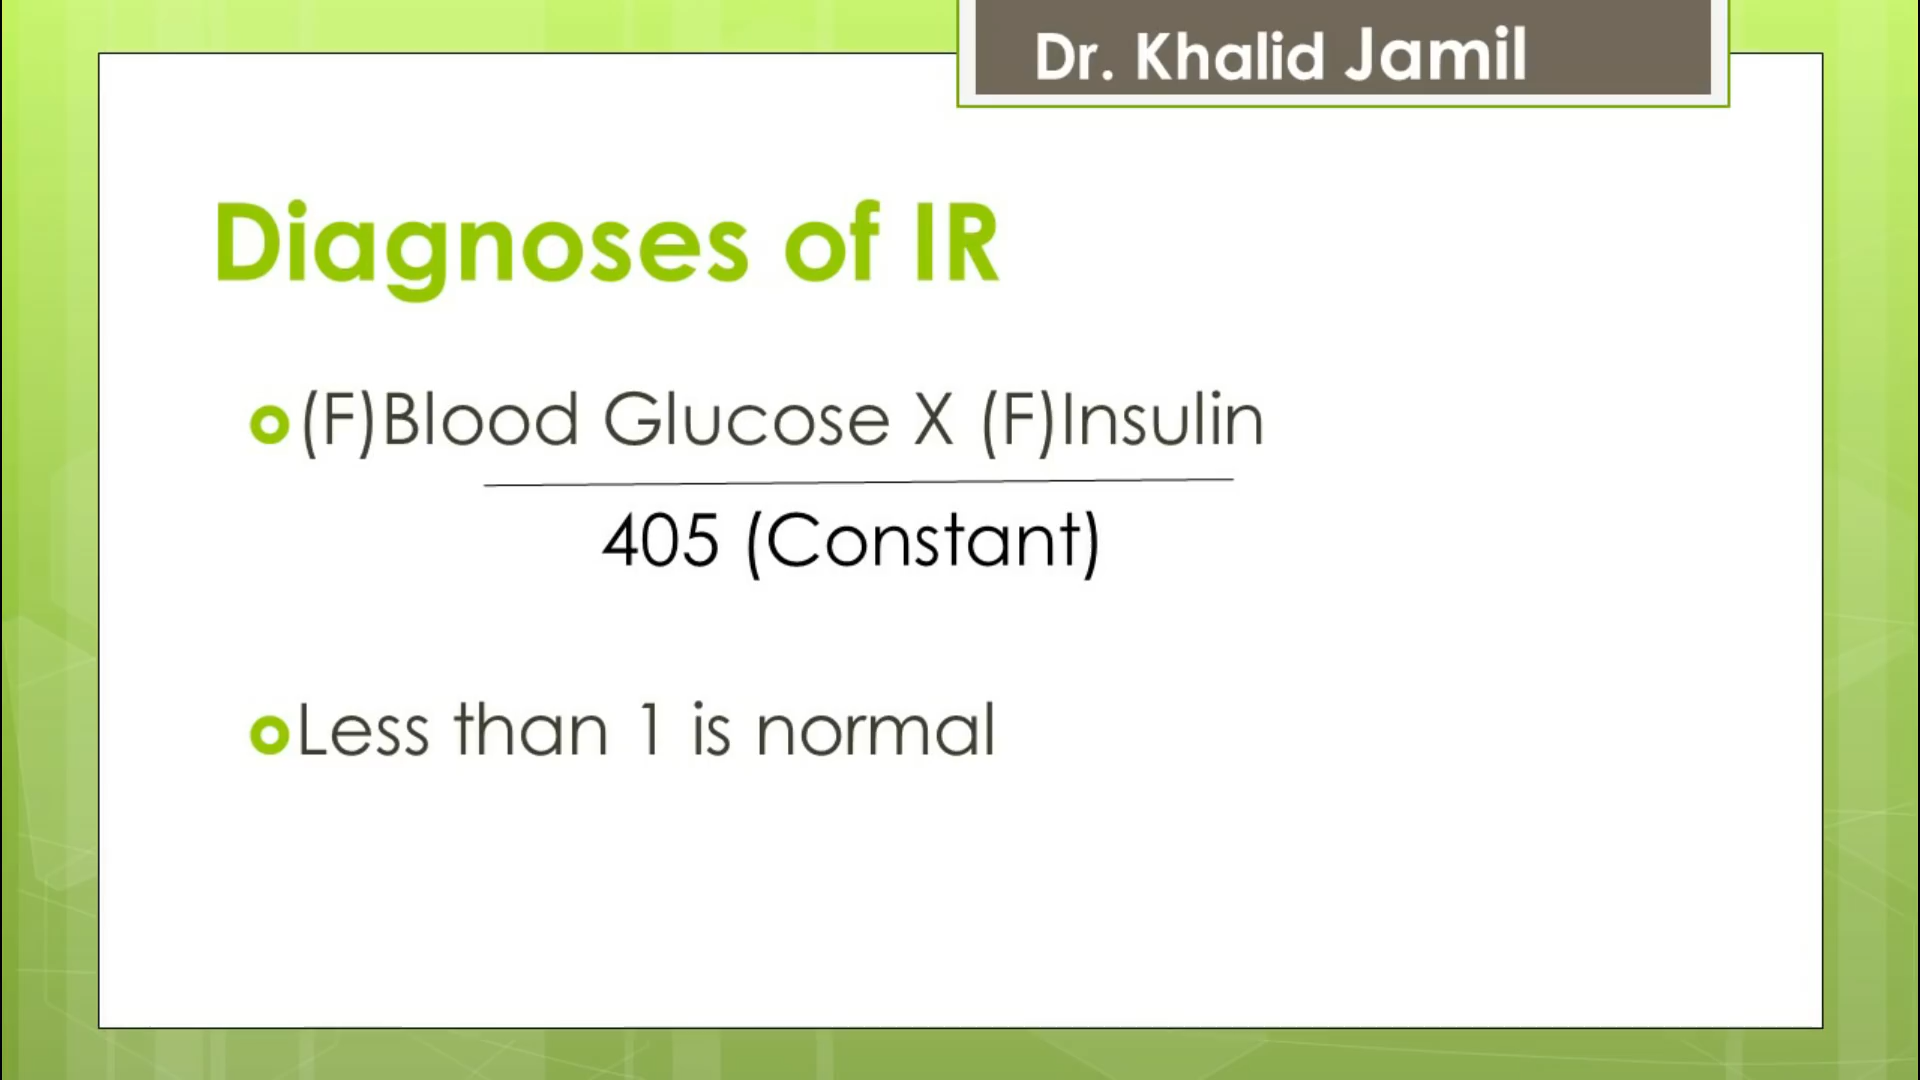 Dr. Khalid Jamil
Diagnoses of IR
(F)Blood Glucose X (F)Insulin
405 (Constant)
Less than 1 is normal